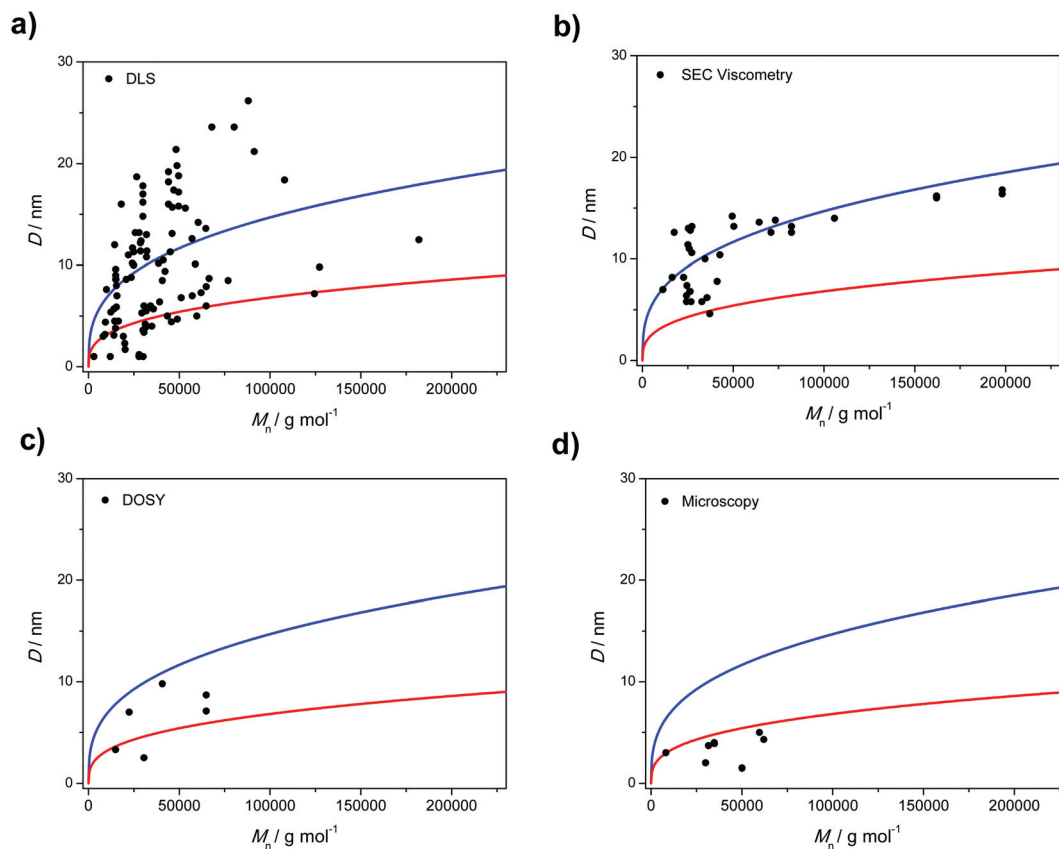 a)
30
20
10
0
D / nm
DLS
0 50000 100000 150000 200000
Mn / g mol-1
b)
30
20
10
0
D / nm
SEC Viscometry
0 50000 100000 150000 200000
Mn / g mol-1
c)
30
20
10
0
D / nm
DOSY
0 50000 100000 150000 200000
Mn / g mol-1
d)
30
20
10
0
D / nm
Microscopy
0 50000 100000 150000 200000
Mn / g mol-1